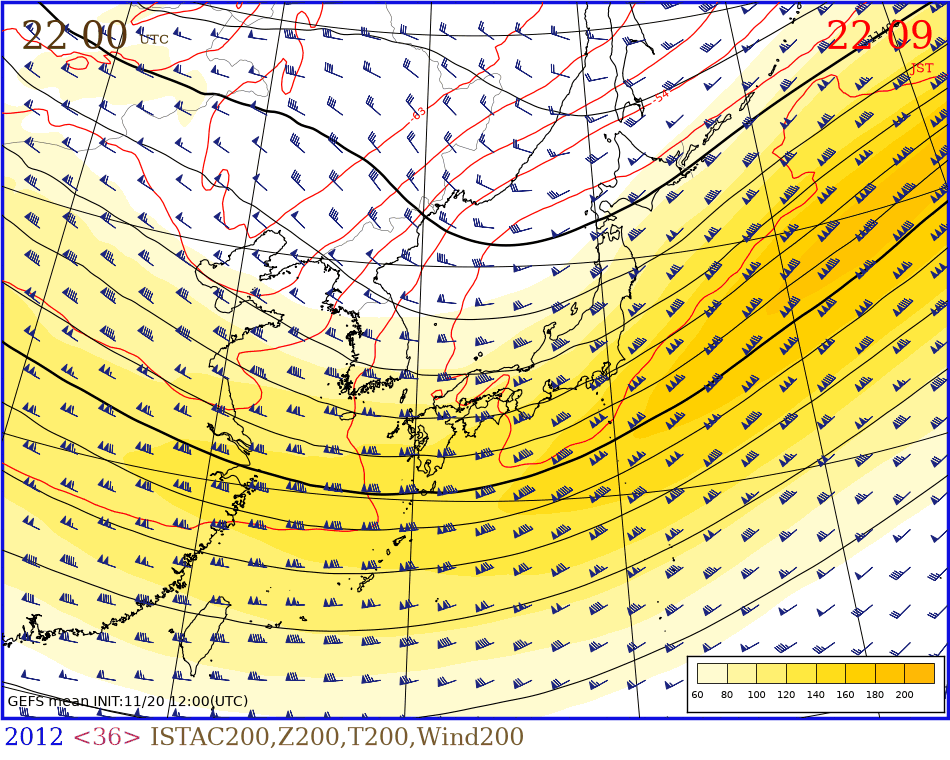 22 00 UTC
22 09
JST
-63
-54
GEFS mean INIT:11/20 12:00(UTC)
60 80 100 120 140 160 180 200
2012 <36> ISTAC200,Z200,T200,Wind200